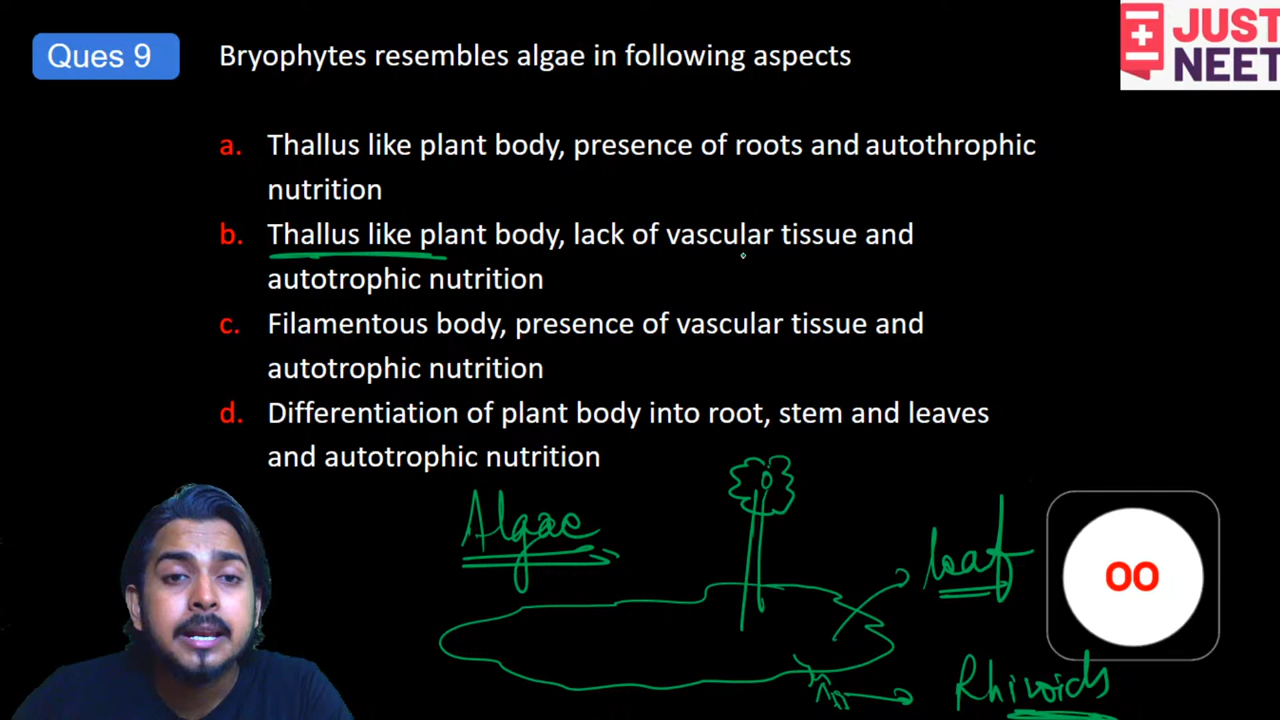 Ques 9
Bryophytes resembles algae in following aspects
JUST
NEET
a. Thallus like plant body, presence of roots and autothrophic
nutrition
b. Thallus like plant body, lack of vascular tissue and
autotrophic nutrition
c. Filamentous body, presence of vascular tissue and
autotrophic nutrition
d. Differentiation of plant body into root, stem and leaves
and autotrophic nutrition
Algae
leaf
00
Rhizoids